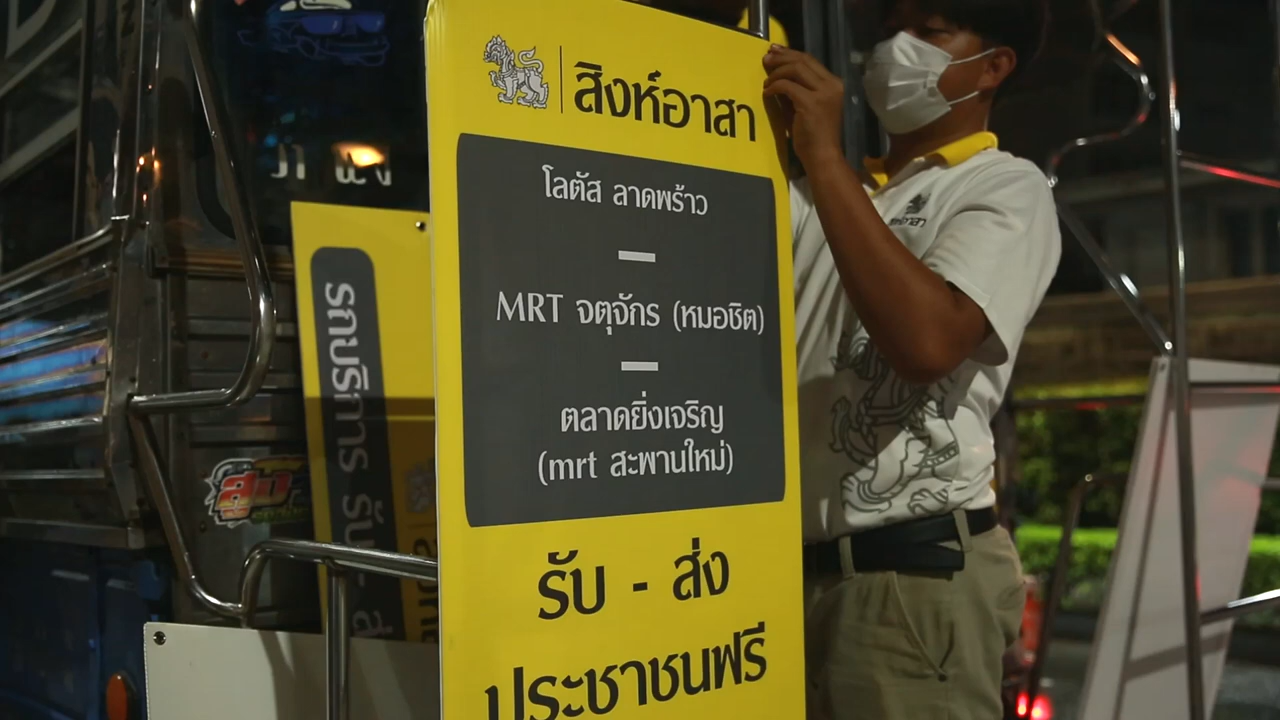 สิงห์อาสา
โลตัส ลาดพร้าว
MRT จตุจักร (หมอชิต)
ตลาดยิ่งเจริญ
(mrt สะพานใหม่)
รับ - ส่ง
ประชาชนฟรี
รถบริการ รับ - ส